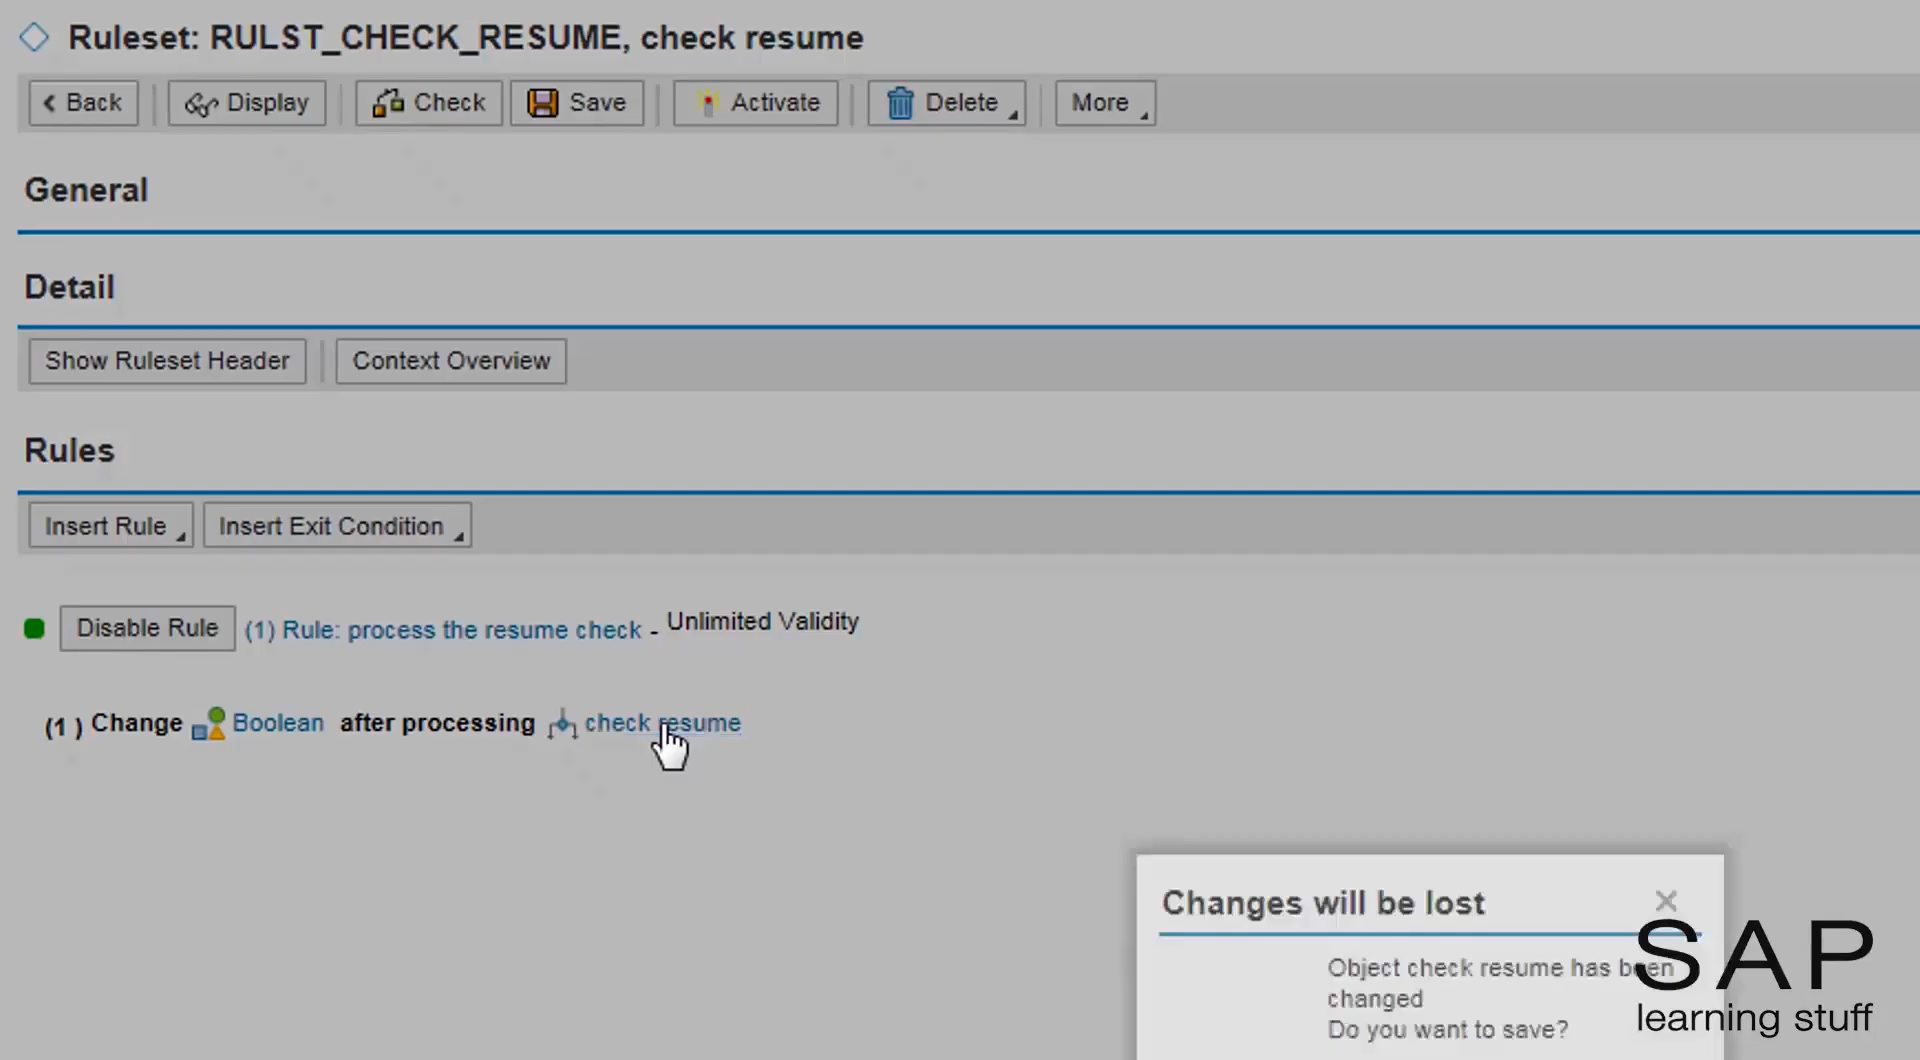 Ruleset: RULST_CHECK_RESUME, check resume
Back Display Check Save Activate Delete More
General
Detail
Show Ruleset Header Context Overview
Rules
Insert Rule Insert Exit Condition
Disable Rule (1) Rule: process the resume check - Unlimited Validity
(1 ) Change Boolean after processing check resume
Changes will be lost
Object check resume has been
changed
Do you want to save?
SAP
learning stuff